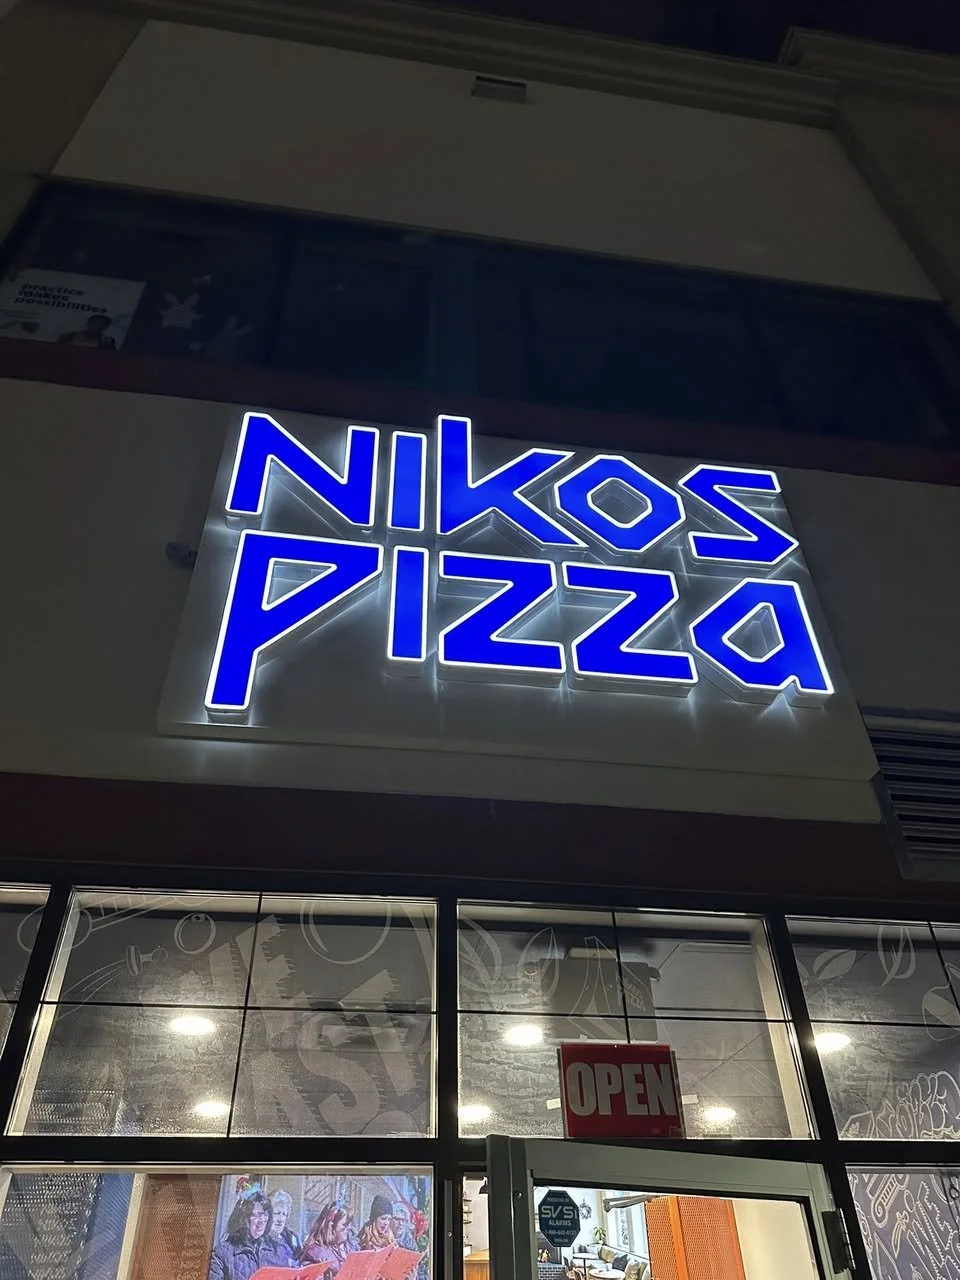 practice
makes
possibilities
NIKOS
PIZZA
OPEN
SVS
ALARMS